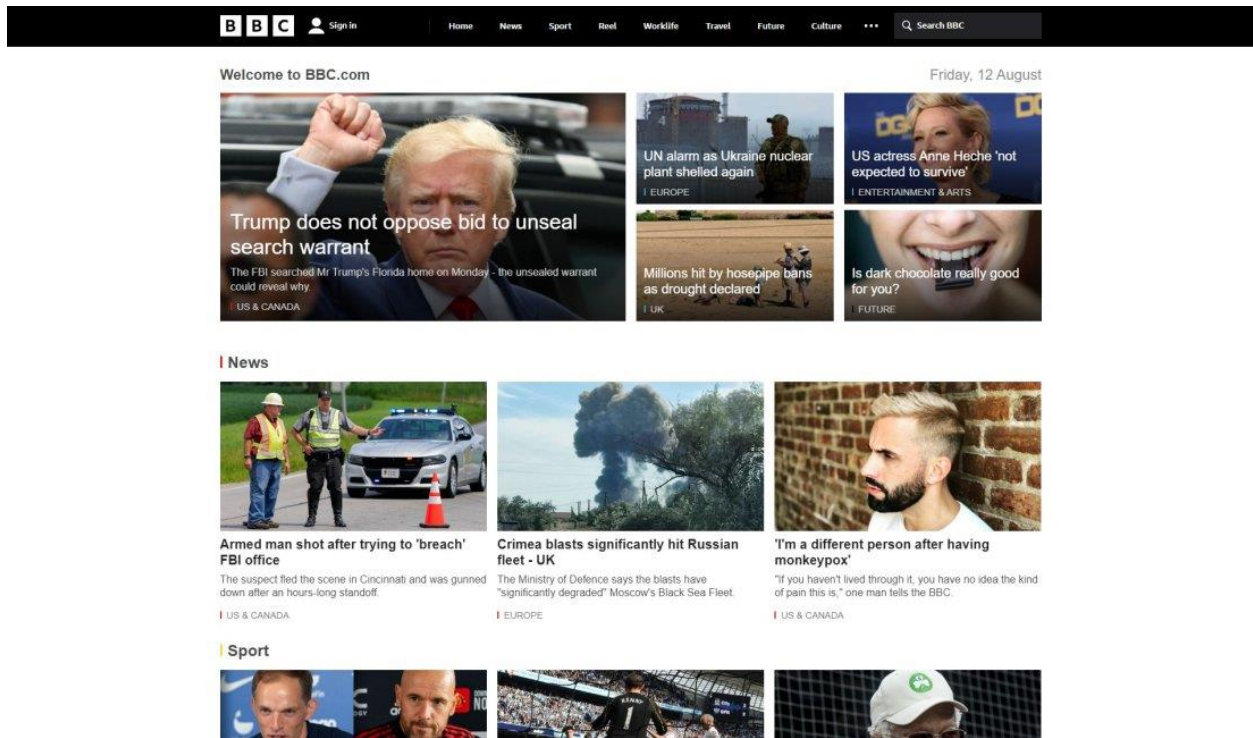 BBC Sign in Home News Sport Reel Worklife Travel Future Culture ••• Search BBC
Welcome to BBC.com
Friday, 12 August
Trump does not oppose bid to unseal
search warrant
The FBI searched Mr Trump's Florida home on Monday - the unsealed warrant
could reveal why.
US & CANADA
4
UN alarm as Ukraine nuclear
plant shelled again
EUROPE
DG
D
US actress Anne Heche 'not
expected to survive'
ENTERTAINMENT & ARTS
Millions hit by hosepipe bans
as drought declared
UK
Is dark chocolate really good
for you?
FUTURE
News
Armed man shot after trying to 'breach'
FBI office
The suspect fled the scene in Cincinnati and was gunned
down after an hours-long standoff.
US & CANADA
Crimea blasts significantly hit Russian
fleet - UK
The Ministry of Defence says the blasts have
"significantly degraded" Moscow's Black Sea Fleet.
EUROPE
'I'm a different person after having
monkeypox'
"If you haven't lived through it, you have no idea the kind
of pain this is," one man tells the BBC.
US & CANADA
Sport
1